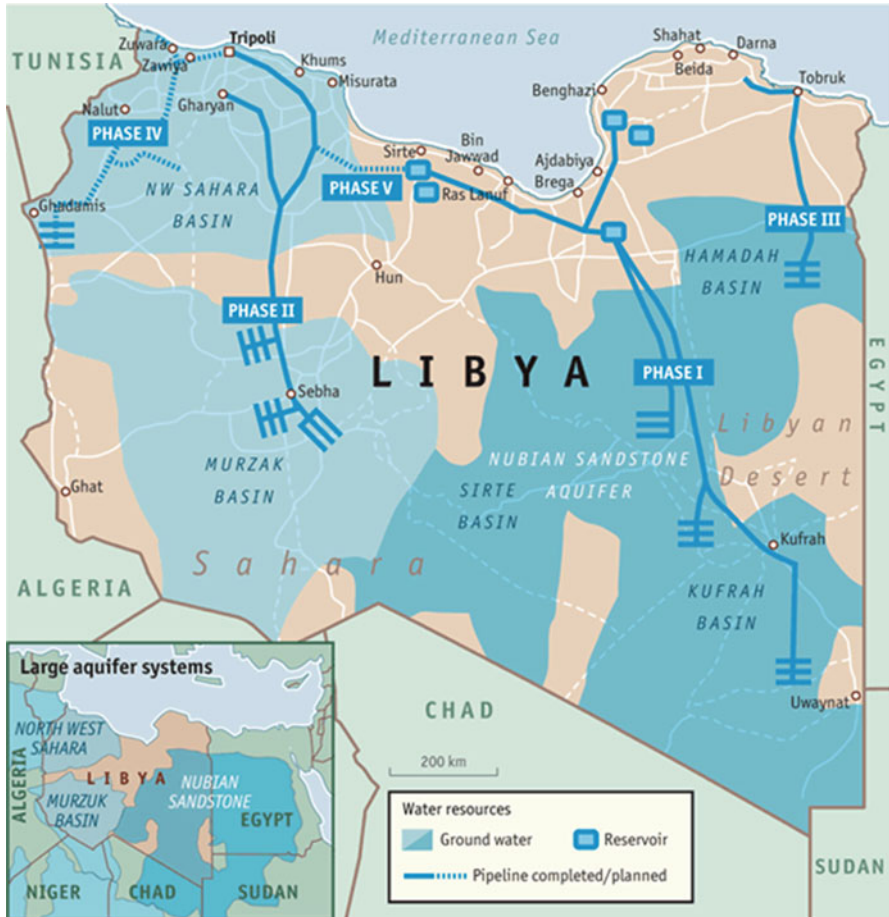 Mediterranean Sea
TUNISIA
Zuwara
Zawiya
Tripoli
Khums
Misurata
Gharyan
Nalut
PHASE IV
NW SAHARA
BASIN
Ghadamis
PHASE V
Sirte
Bin
Jawwad
Ras Lanuf
Ajdabiya
Brega
Benghazi
Shahat
Beida
Darna
Tobruk
PHASE III
HAMADAH
BASIN
Hun
PHASE II
LIBYA
PHASE I
EGYPT
Sebha
MURZAK
BASIN
Ghat
NUBIAN SANDSTONE
AQUIFER
SIRTE
BASIN
Libyan
Desert
Sahara
Kufrah
KUFRAH
BASIN
Uwaynat
ALGERIA
CHAD
SUDAN
200 km
Large aquifer systems
NORTH WEST
SAHARA
ALGERIA
LIBYA
MURZUK
BASIN
NUBIAN
SANDSTONE
EGYPT
NIGER
CHAD
SUDAN
Water resources
Ground water
Reservoir
Pipeline completed/planned